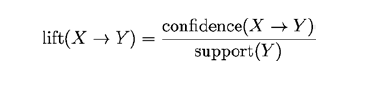 lift(X → Y) = confidence(X → Y) / support(Y)